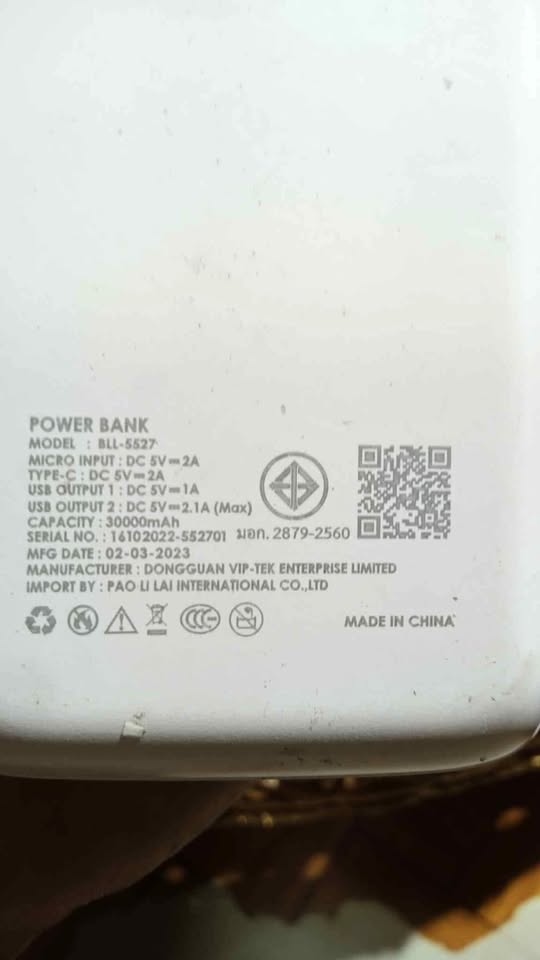 POWER BANK
MODEL : BLL-5527
MICRO INPUT : DC 5V⎓2A
TYPE-C : DC 5V⎓2A
USB OUTPUT 1 : DC 5V⎓1A
USB OUTPUT 2 : DC 5V⎓2.1A (Max)
CAPACITY : 30000mAh
SERIAL NO. : 16102022-552701 มอก. 2879-2560
MFG DATE : 02-03-2023
MANUFACTURER : DONGGUAN VIP-TEK ENTERPRISE LIMITED
IMPORT BY : PAO LI LAI INTERNATIONAL CO.,LTD
CCC MADE IN CHINA